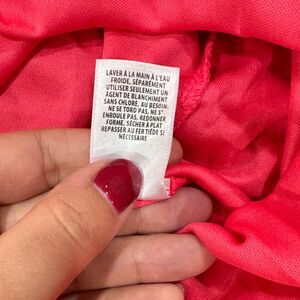 LAVER À LA MAIN À L'EAU
FROIDE, SÉPARÉMENT
UTILISER SEULEMENT UN
AGENT DE BLANCHIMENT
SANS CHLORE, AU BESOIN-
NE SE TORD PAS, NE S'
ENROULE PAS, REDONNER
FORME, SÉCHER À PLAT
REPASSER AU FER TIÈDE SI
NÉCESSAIRE